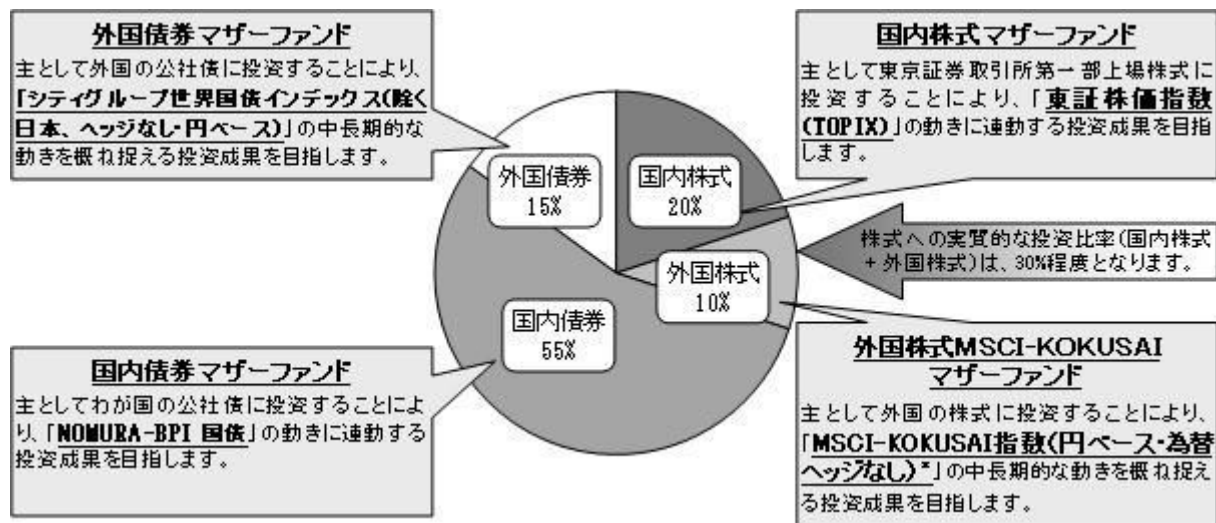 外国債券マザーファンド
主として外国の公社債に投資することにより、
「シティグループ世界国債インデックス(除く
日本、ヘッジなし・円ベース)」の中長期的な
動きを概ね捉える投資成果を目指します。
国内株式マザーファンド
主として東京証券取引所第一部上場株式に
投資することにより、「東証株価指数
(TOPIX)」の動きに連動する投資成果を目指
します。
外国債券
15%
国内株式
20%
株式への実質的な投資比率(国内株式
+外国株式)は、30%程度となります。
外国株式
10%
国内債券
55%
国内債券マザーファンド
主としてわが国の公社債に投資することによ
り、「NOMURA-BPI 国債」の動きに連動する
投資成果を目指します。
外国株式MSCI-KOKUSAI
マザーファンド
主として外国の株式に投資することにより、
「MSCI-KOKUSAI指数(円ベース・為替
ヘッジなし)*」の中長期的な動きを概ね捉え
る投資成果を目指します。